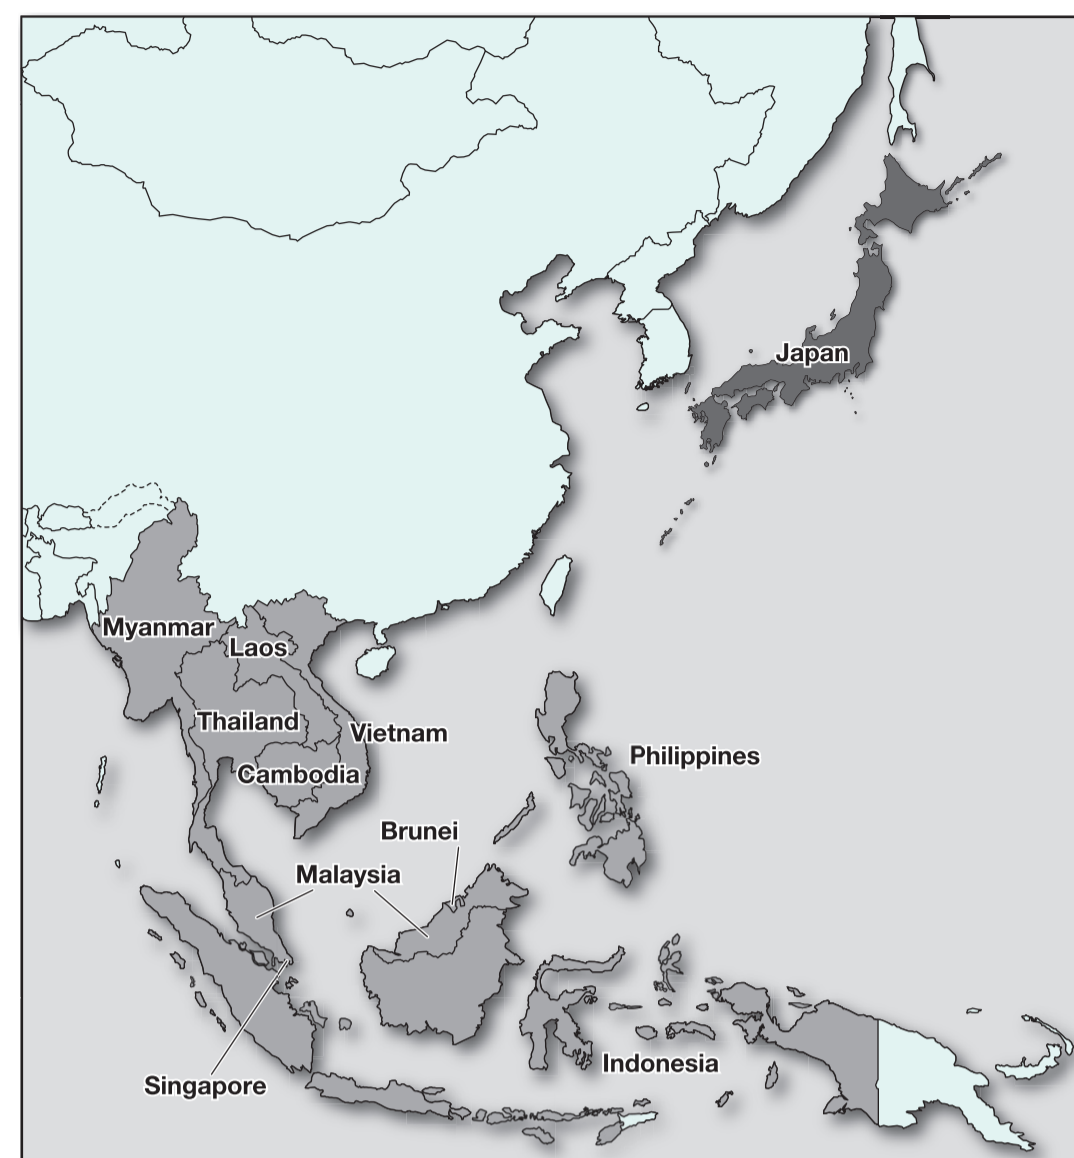 Japan
Myanmar
Laos
Thailand
Vietnam
Philippines
Cambodia
Brunei
Malaysia
Indonesia
Singapore